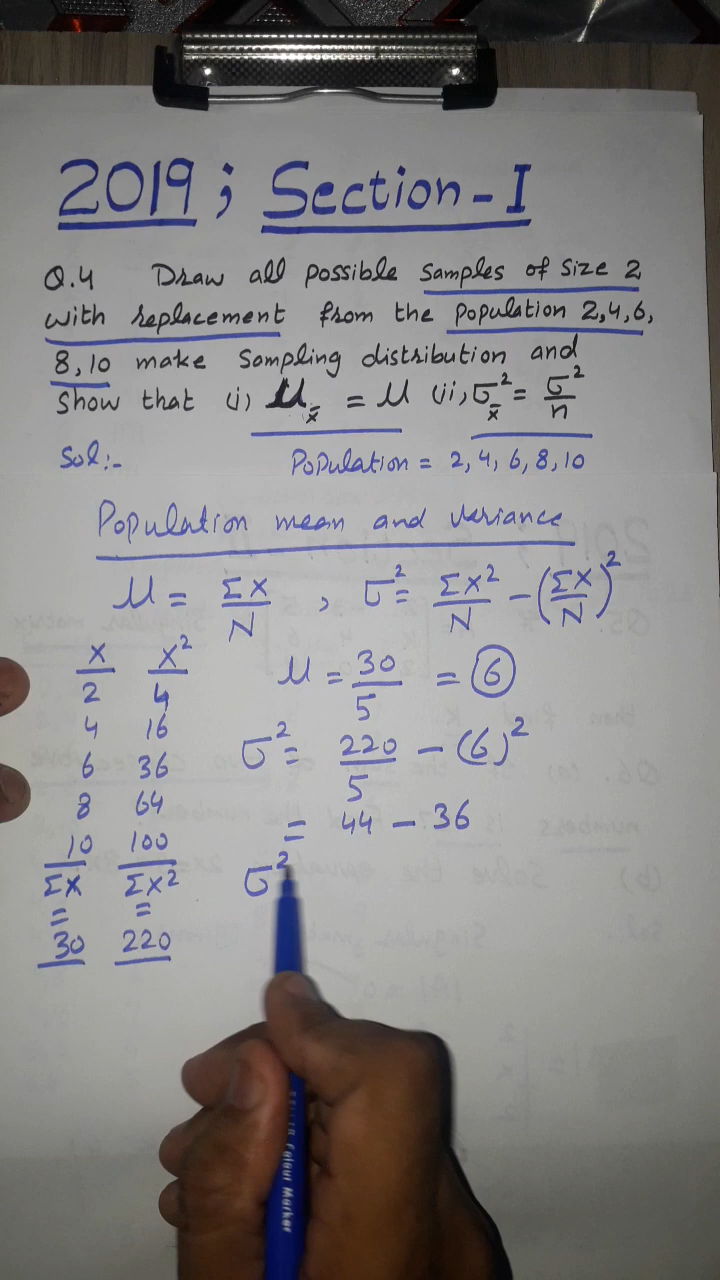 2019 ; Section - I
Q.4 Draw all possible Samples of Size 2
with replacement from the population 2,4,6,
8,10 make Sampling distribution and
Show that (i) μx̄ = μ (ii) σ²x̄ = σ²/n
Sol:- Population = 2, 4, 6, 8, 10
Population mean and variance
μ = ΣX/N , σ² = ΣX²/N - (ΣX/N)²
X X²
2 4
4 16
6 36
8 64
10 100
ΣX ΣX²
= =
30 220
μ = 30/5 = 6
σ² = 220/5 - (6)²
= 44 - 36
σ²
Colour Marker